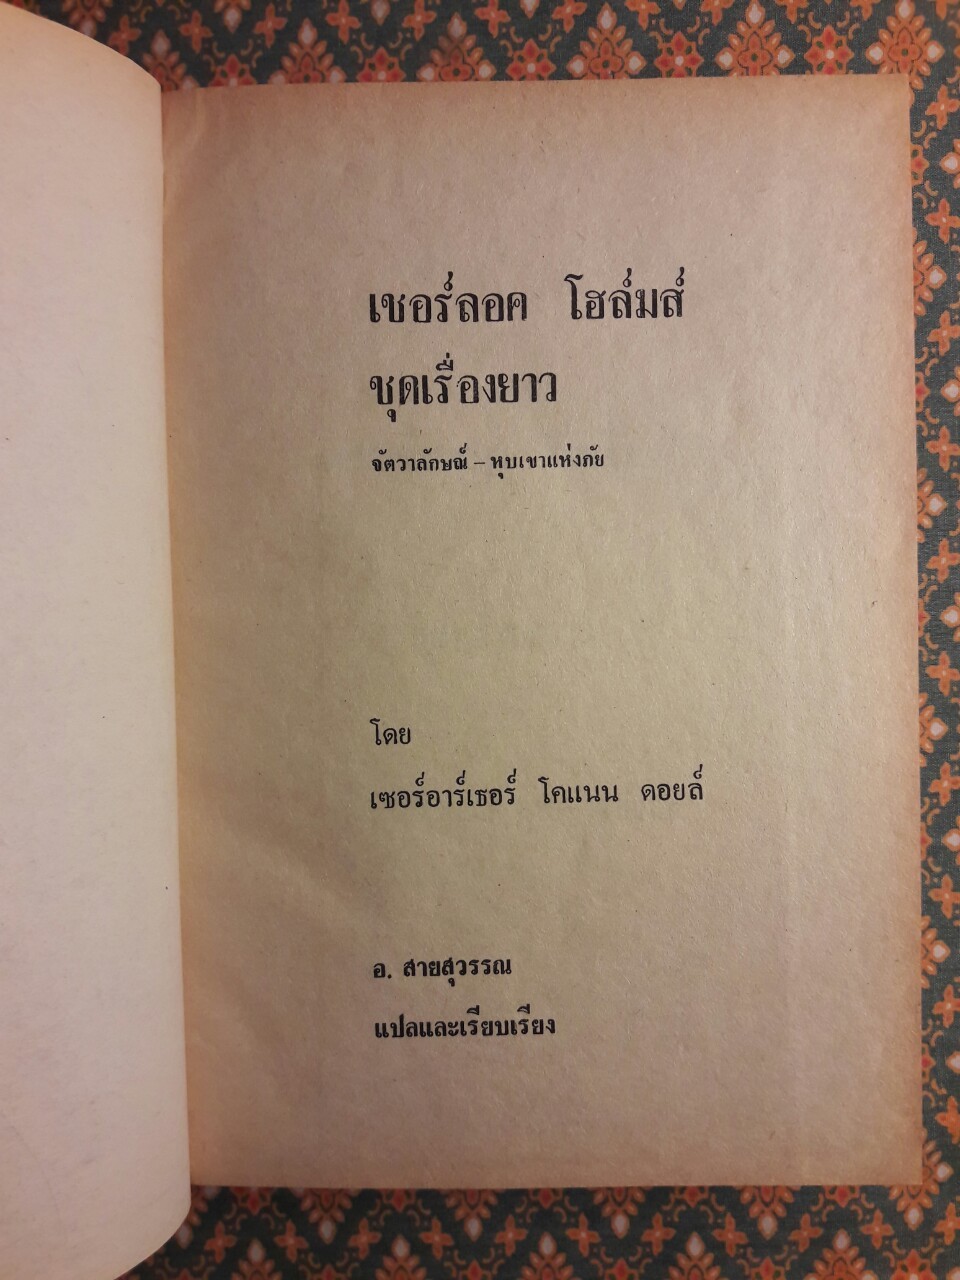 เชอร์ลอค โฮล์มส์
ชุดเรื่องยาว
จัตวาลักษณ์ – หุบเขาแห่งภัย
โดย
เซอร์อาร์เธอร์ โคแนน ดอยล์
อ. สายสุวรรณ
แปลและเรียบเรียง